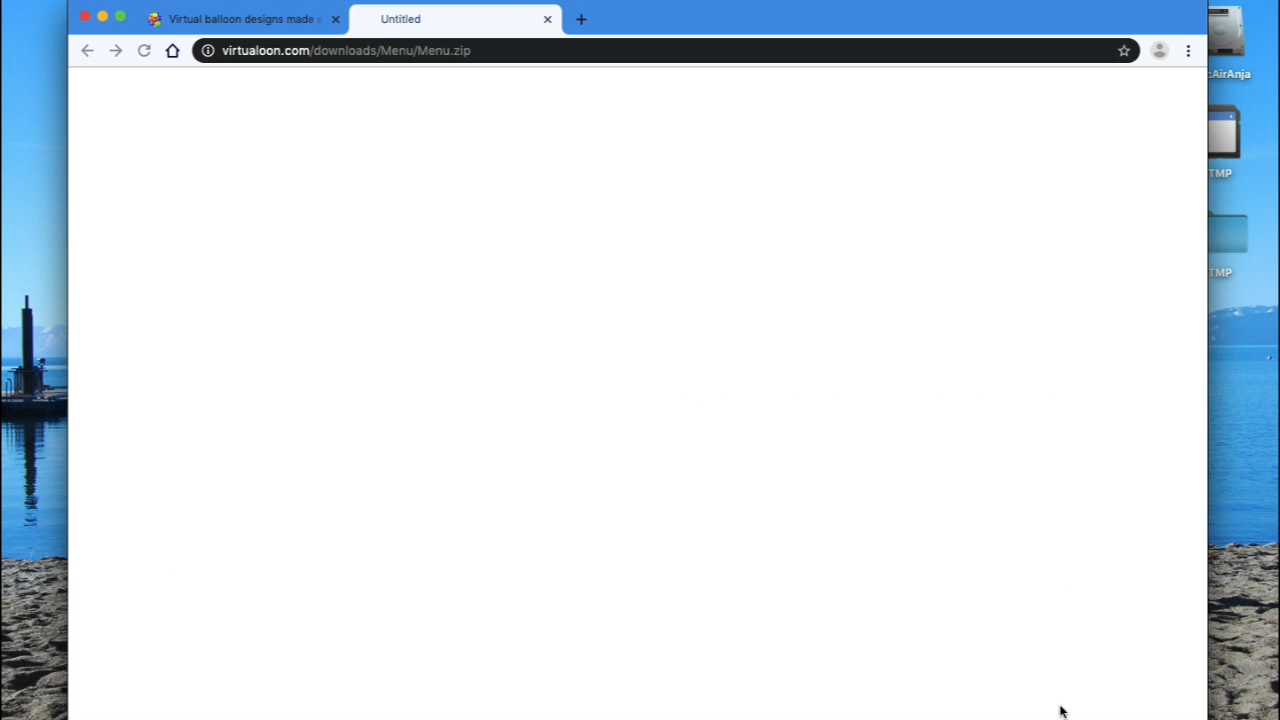 Virtual balloon designs made
Untitled
virtualoon.com/downloads/Menu/Menu.zip
:AirAnja
TMP
TMP